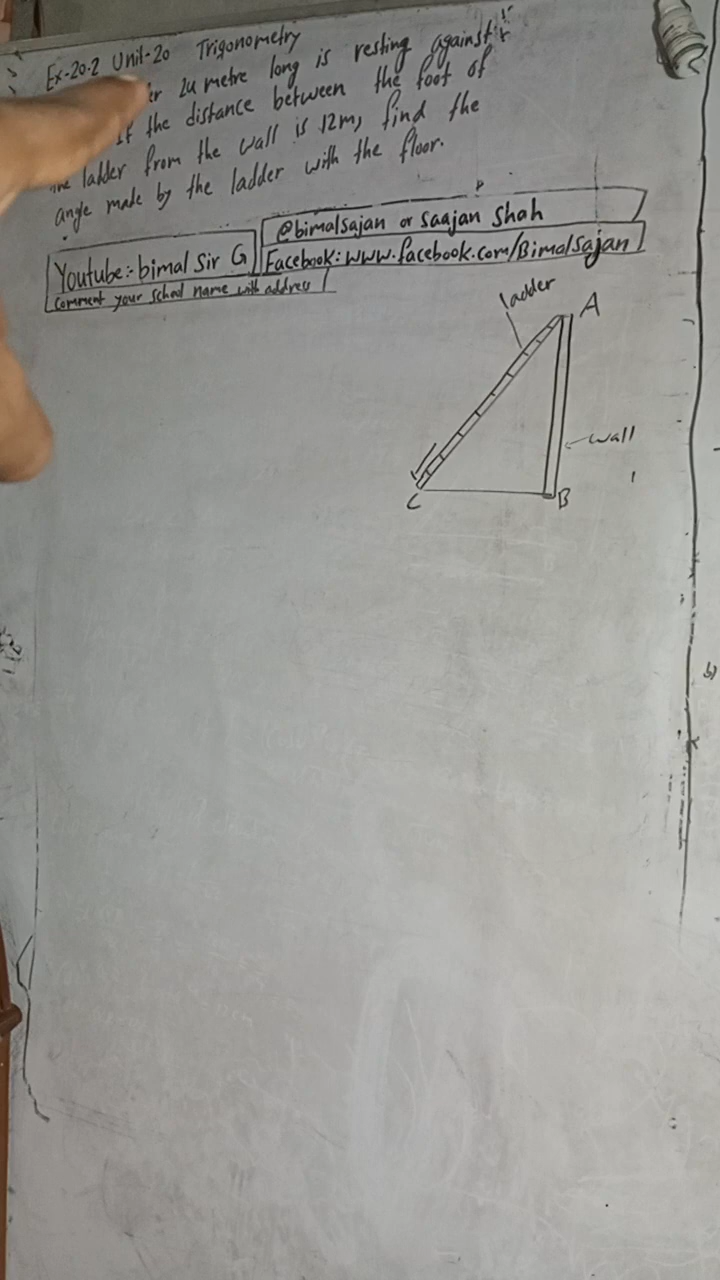 Ex-20.2 Unit-20 Trigonometry
24 metre long is resting against
If the distance between the foot of
the ladder from the wall is 12m, find the
angle made by the ladder with the floor.
@bimalsajan or Saajan Shah
Youtube:- bimal Sir G
Facebook: www.facebook.com/Bimalsajan
Comment your school name with address
ladder
A
wall
C
B
b)